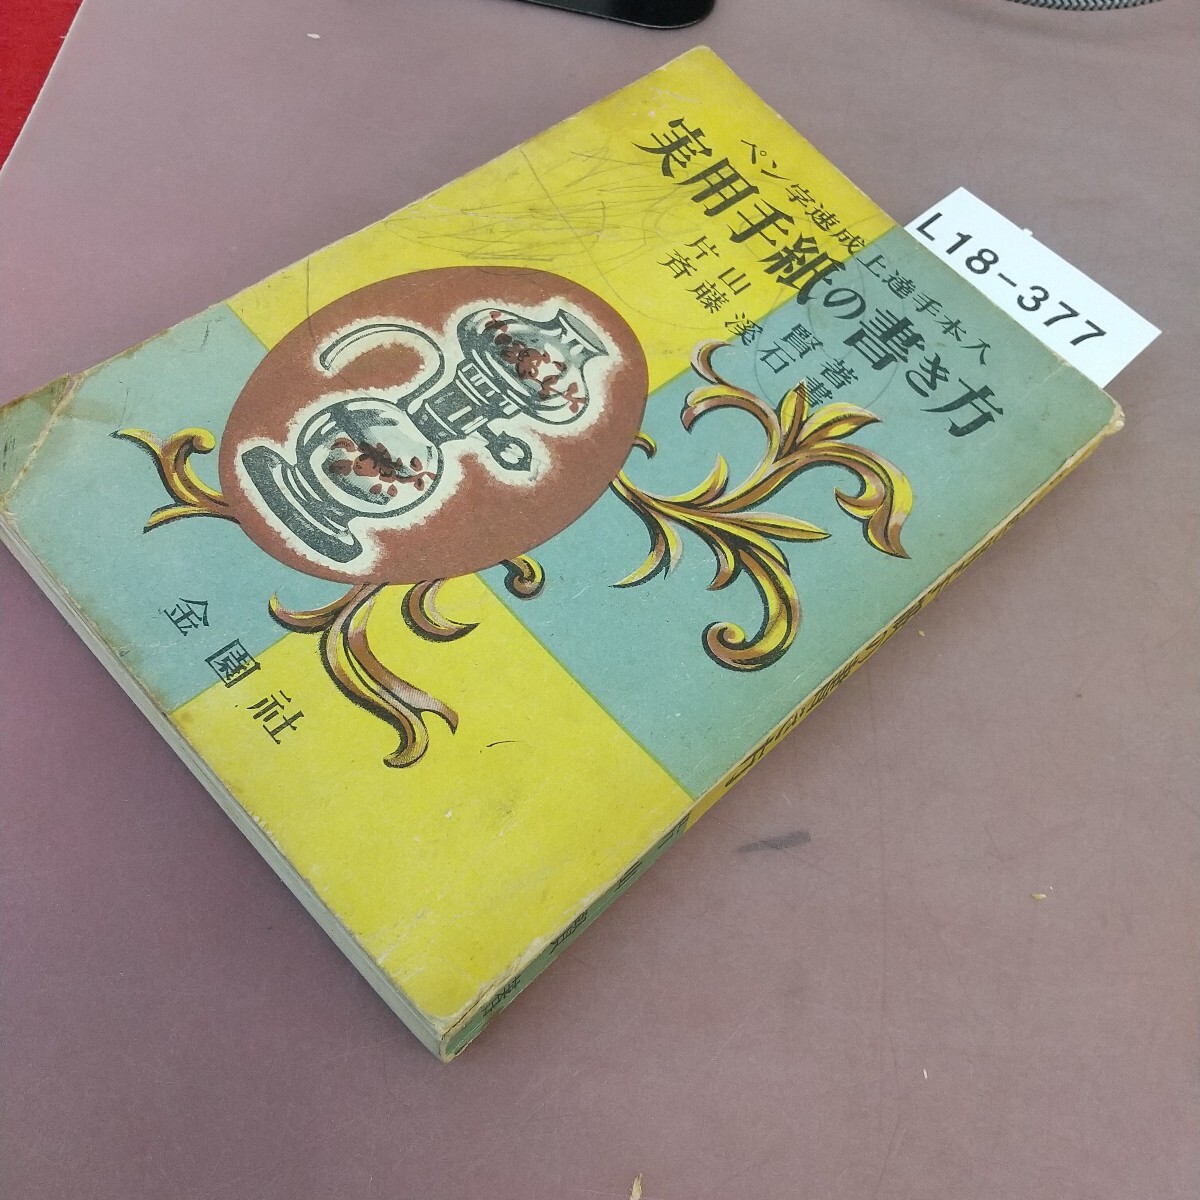 ペン字速成上達手本入
実用手紙の書き方
片山 賢 著
斉藤溪石 書
金園社
L18-377